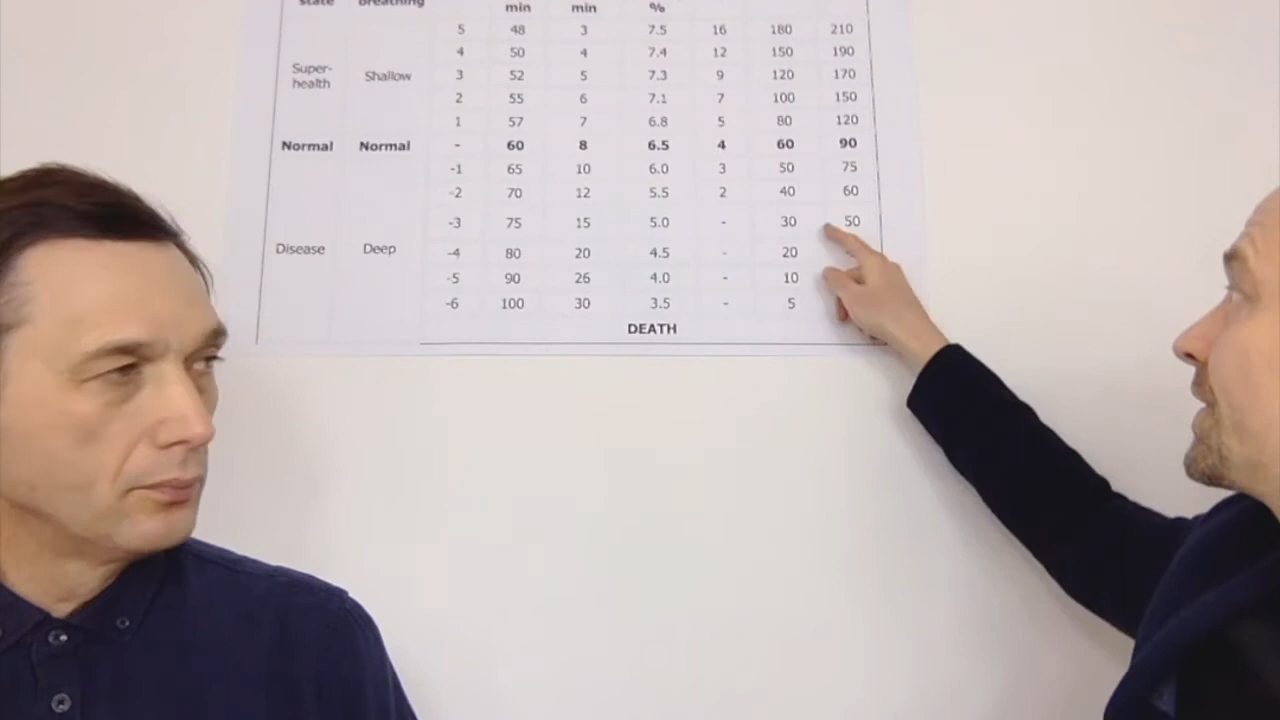 state breathing
min min %
5 48 3 7.5 16 180 210
4 50 4 7.4 12 150 190
Super-health Shallow 3 52 5 7.3 9 120 170
2 55 6 7.1 7 100 150
1 57 7 6.8 5 80 120
Normal Normal - 60 8 6.5 4 60 90
-1 65 10 6.0 3 50 75
-2 70 12 5.5 2 40 60
-3 75 15 5.0 - 30 50
Disease Deep -4 80 20 4.5 - 20
-5 90 26 4.0 - 10
-6 100 30 3.5 - 5
DEATH